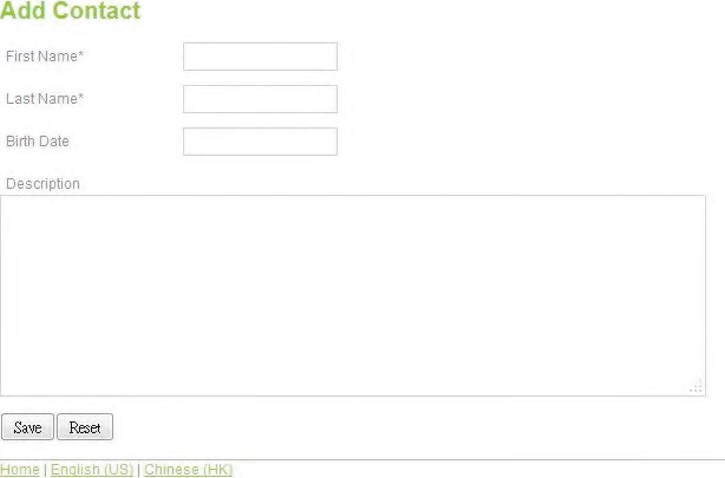 Add Contact
First Name*
Last Name*
Birth Date
Description
Save Reset
Home | English (US) | Chinese (HK)